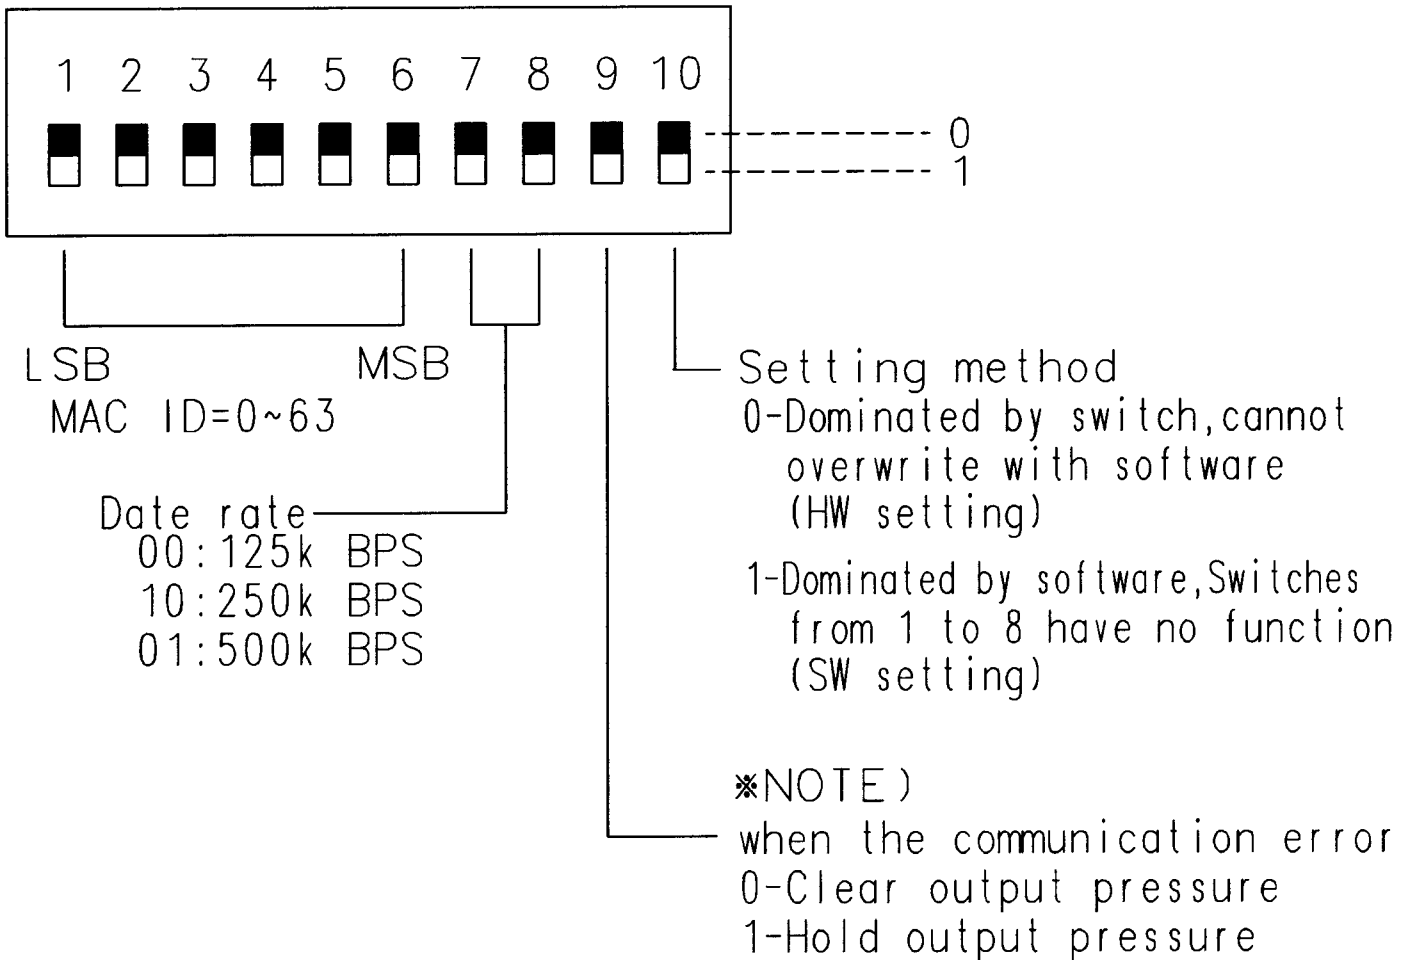 1 2 3 4 5 6 7 8 9 10
0
1
LSB MSB
MAC ID=0~63
Date rate
00:125k BPS
10:250k BPS
01:500k BPS
Setting method
0-Dominated by switch,cannot
overwrite with software
(HW setting)
1-Dominated by software,Switches
from 1 to 8 have no function
(SW setting)
※NOTE)
when the communication error
0-Clear output pressure
1-Hold output pressure